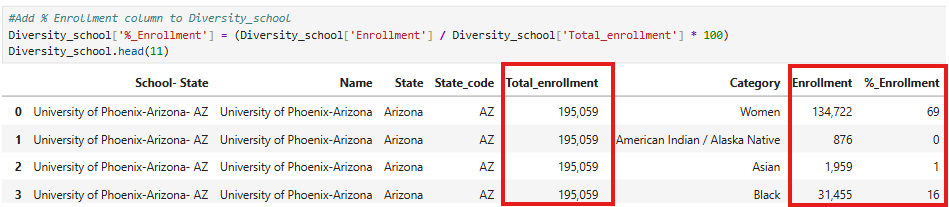 #Add % Enrollment column to Diversity_school
Diversity_school['%_Enrollment'] = (Diversity_school['Enrollment'] / Diversity_school['Total_enrollment'] * 100)
Diversity_school.head(11)
School- State Name State State_code Total_enrollment Category Enrollment %_Enrollment
0 University of Phoenix-Arizona- AZ University of Phoenix-Arizona Arizona AZ 195,059 Women 134,722 69
1 University of Phoenix-Arizona- AZ University of Phoenix-Arizona Arizona AZ 195,059 American Indian / Alaska Native 876 0
2 University of Phoenix-Arizona- AZ University of Phoenix-Arizona Arizona AZ 195,059 Asian 1,959 1
3 University of Phoenix-Arizona- AZ University of Phoenix-Arizona Arizona AZ 195,059 Black 31,455 16